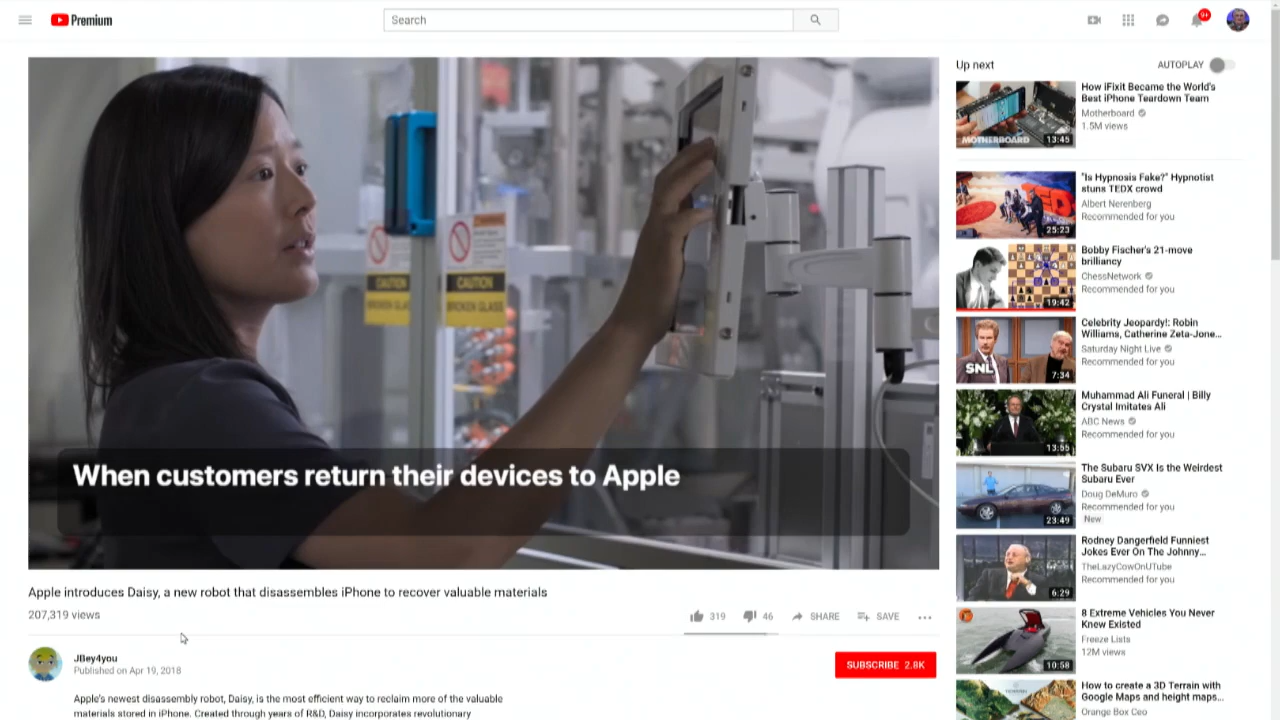 Premium
Search
9+
When customers return their devices to Apple
CAUTION
BROKEN GLASS
CAUTION
BROKEN GLASS
Apple introduces Daisy, a new robot that disassembles iPhone to recover valuable materials
207,319 views
319
46
SHARE
SAVE
JBey4you
Published on Apr 19, 2018
SUBSCRIBE 2.8K
Apple's newest disassembly robot, Daisy, is the most efficient way to reclaim more of the valuable
materials stored in iPhone. Created through years of R&D, Daisy incorporates revolutionary
Up next
AUTOPLAY
MOTHERBOARD
13:45
How iFixit Became the World's
Best iPhone Teardown Team
Motherboard
1.5M views
25:23
"Is Hypnosis Fake?" Hypnotist
stuns TEDX crowd
Albert Nerenberg
Recommended for you
19:42
Bobby Fischer's 21-move
brilliancy
ChessNetwork
Recommended for you
SNL
7:34
Celebrity Jeopardy!: Robin
Williams, Catherine Zeta-Jone...
Saturday Night Live
Recommended for you
13:55
Muhammad Ali Funeral | Billy
Crystal Imitates Ali
ABC News
Recommended for you
23:49
The Subaru SVX Is the Weirdest
Subaru Ever
Doug DeMuro
Recommended for you
New
6:29
Rodney Dangerfield Funniest
Jokes Ever On The Johnny...
TheLazyCowOnUTube
Recommended for you
10:58
8 Extreme Vehicles You Never
Knew Existed
Freeze Lists
12M views
How to create a 3D Terrain with
Google Maps and height maps...
Orange Box Ceo